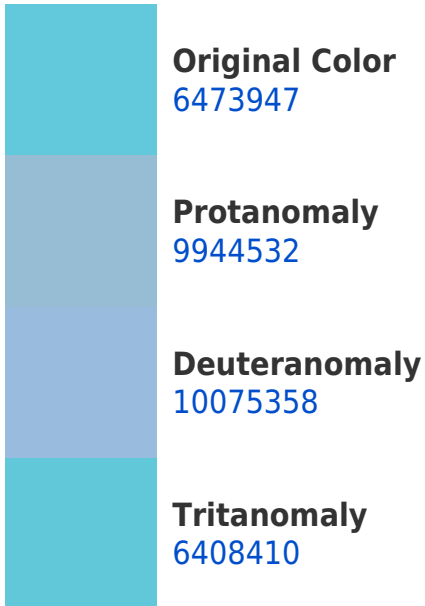 Original Color
6473947
Protanomaly
9944532
Deuteranomaly
10075358
Tritanomaly
6408410